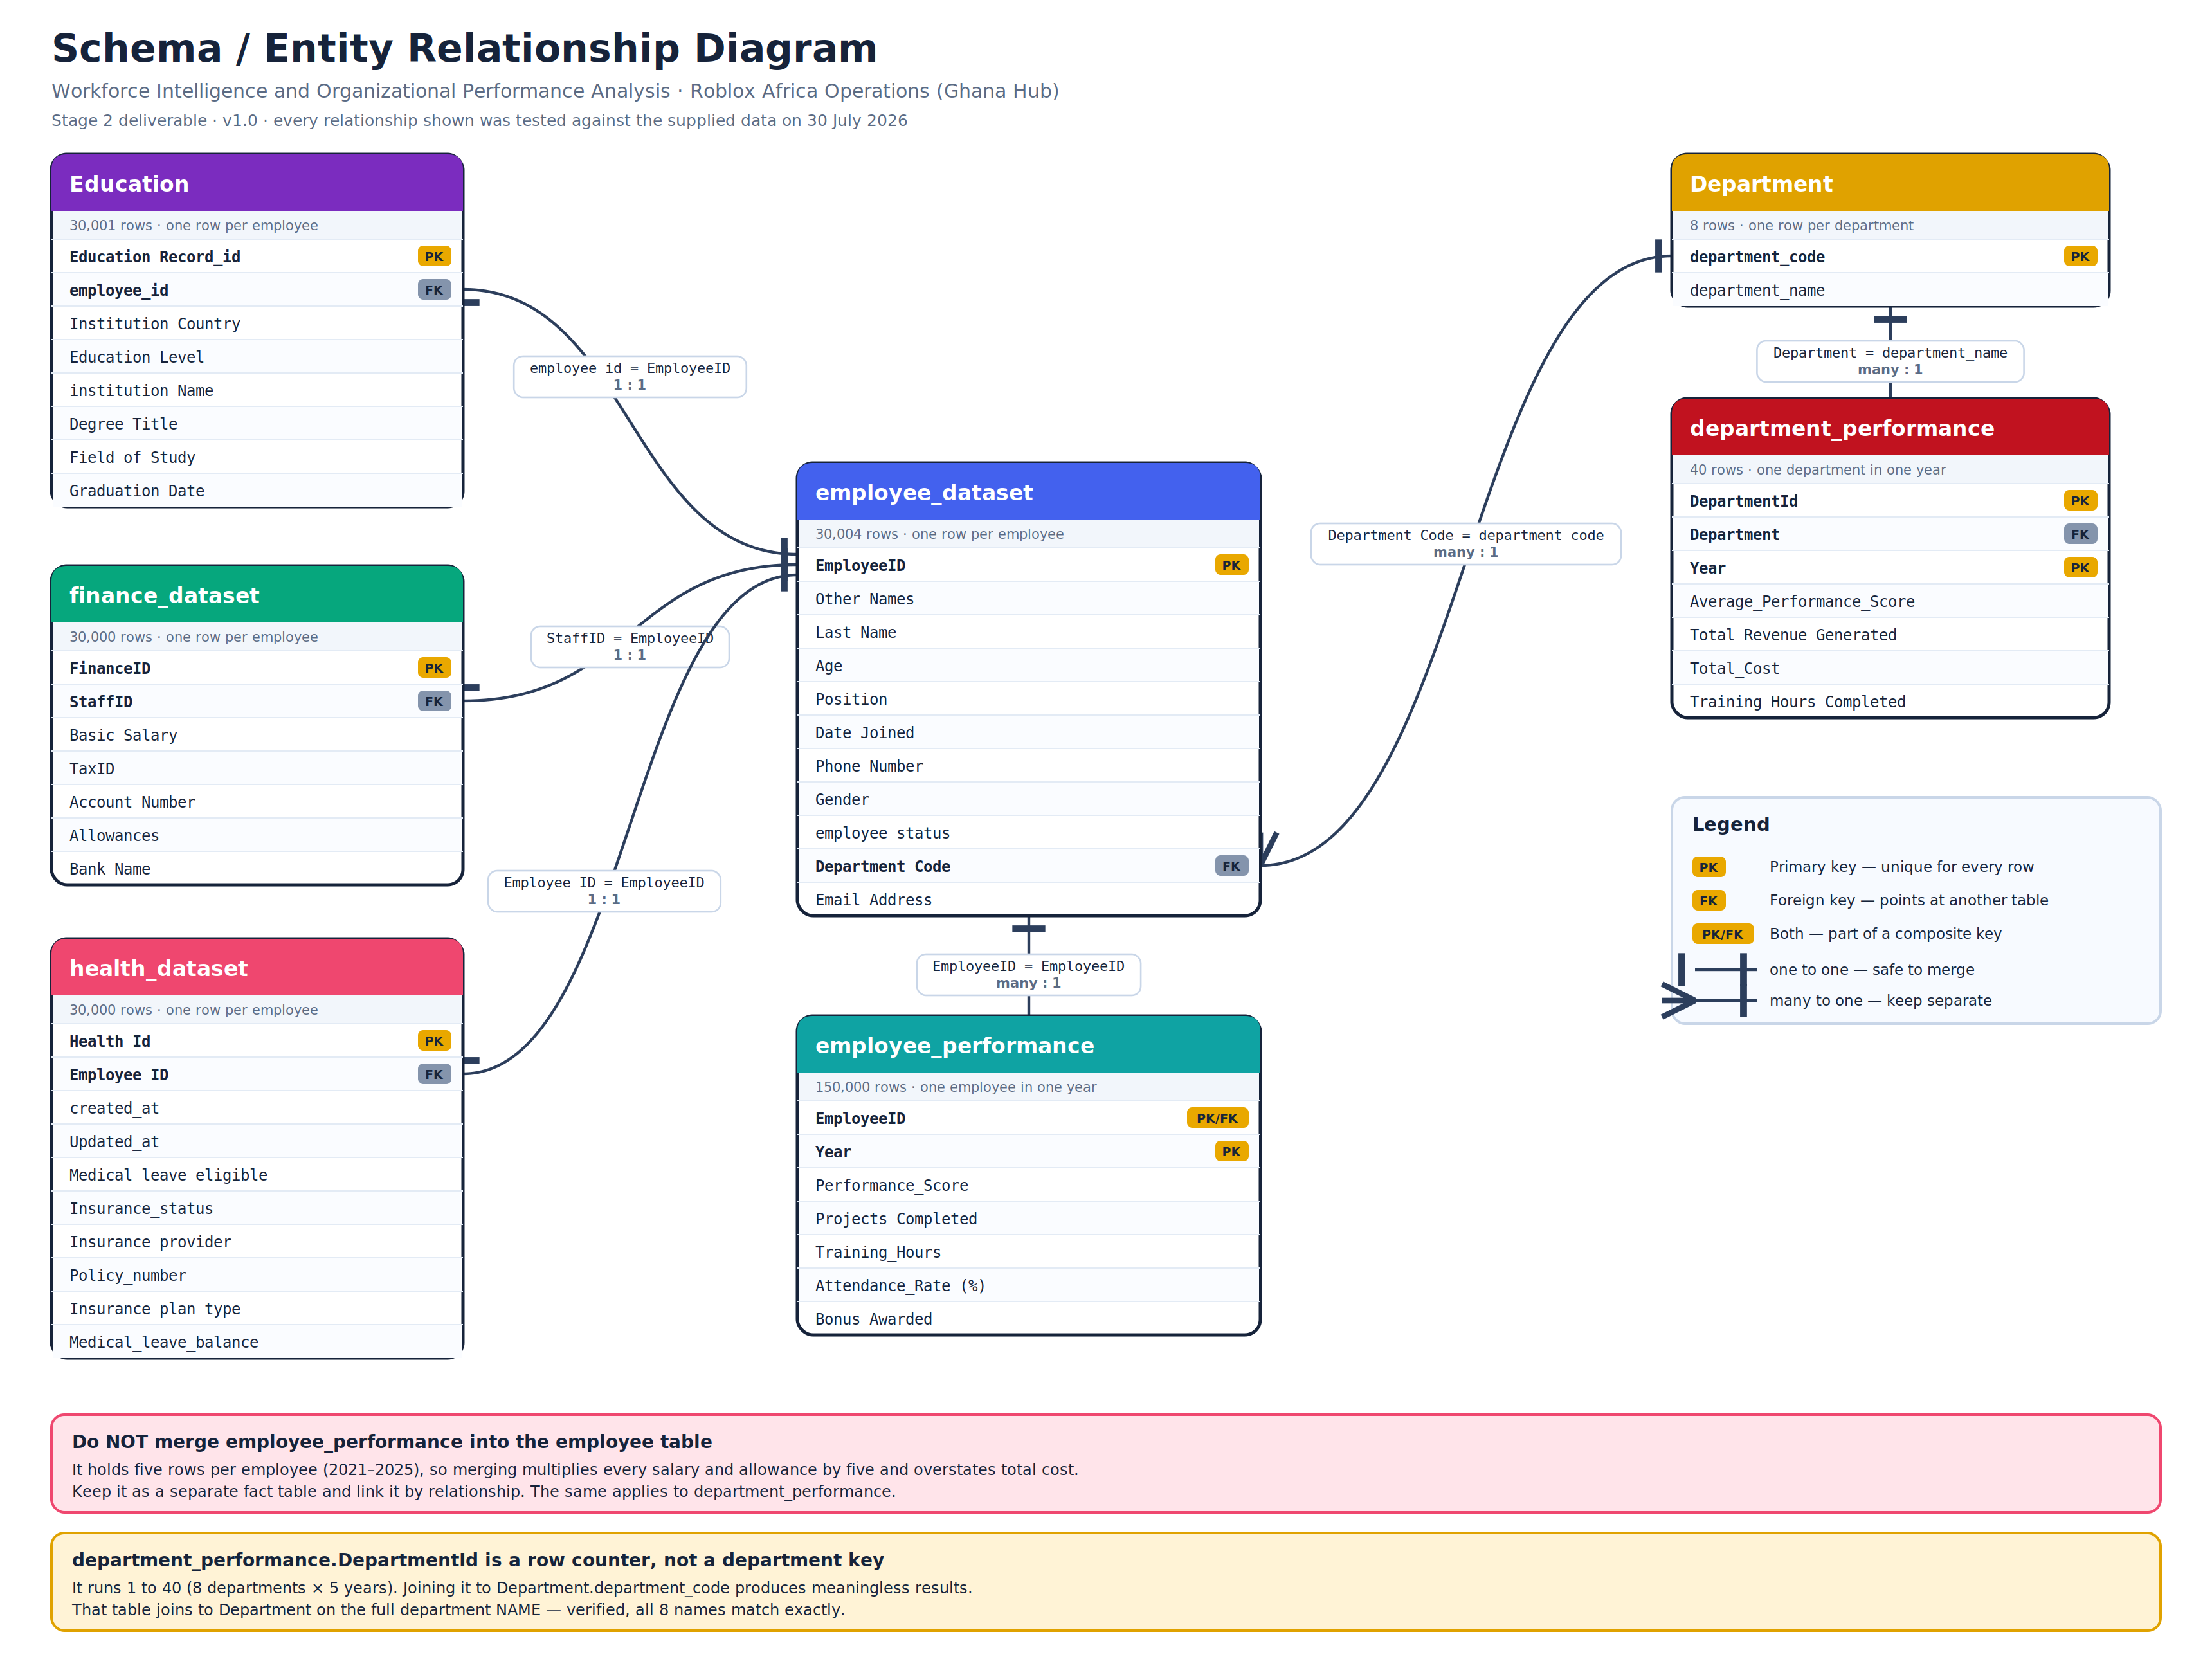 Schema / Entity Relationship Diagram
Workforce Intelligence and Organizational Performance Analysis · Roblox Africa Operations (Ghana Hub)
Stage 2 deliverable · v1.0 · every relationship shown was tested against the supplied data on 30 July 2026
Education
30,001 rows · one row per employee
Education Record_id PK
employee_id FK
Institution Country
Education Level
institution Name
Degree Title
Field of Study
Graduation Date
finance_dataset
30,000 rows · one row per employee
FinanceID PK
StaffID FK
Basic Salary
TaxID
Account Number
Allowances
Bank Name
health_dataset
30,000 rows · one row per employee
Health Id PK
Employee ID FK
created_at
Updated_at
Medical_leave_eligible
Insurance_status
Insurance_provider
Policy_number
Insurance_plan_type
Medical_leave_balance
employee_id = EmployeeID
1 : 1
StaffID = EmployeeID
1 : 1
Employee ID = EmployeeID
1 : 1
employee_dataset
30,004 rows · one row per employee
EmployeeID PK
Other Names
Last Name
Age
Position
Date Joined
Phone Number
Gender
employee_status
Department Code FK
Email Address
EmployeeID = EmployeeID
many : 1
employee_performance
150,000 rows · one employee in one year
EmployeeID PK/FK
Year PK
Performance_Score
Projects_Completed
Training_Hours
Attendance_Rate (%)
Bonus_Awarded
Department Code = department_code
many : 1
Department
8 rows · one row per department
department_code PK
department_name
Department = department_name
many : 1
department_performance
40 rows · one department in one year
DepartmentId PK
Department FK
Year PK
Average_Performance_Score
Total_Revenue_Generated
Total_Cost
Training_Hours_Completed
Legend
PK Primary key — unique for every row
FK Foreign key — points at another table
PK/FK Both — part of a composite key
one to one — safe to merge
many to one — keep separate
Do NOT merge employee_performance into the employee table
It holds five rows per employee (2021–2025), so merging multiplies every salary and allowance by five and overstates total cost.
Keep it as a separate fact table and link it by relationship. The same applies to department_performance.
department_performance.DepartmentId is a row counter, not a department key
It runs 1 to 40 (8 departments × 5 years). Joining it to Department.department_code produces meaningless results.
That table joins to Department on the full department NAME — verified, all 8 names match exactly.